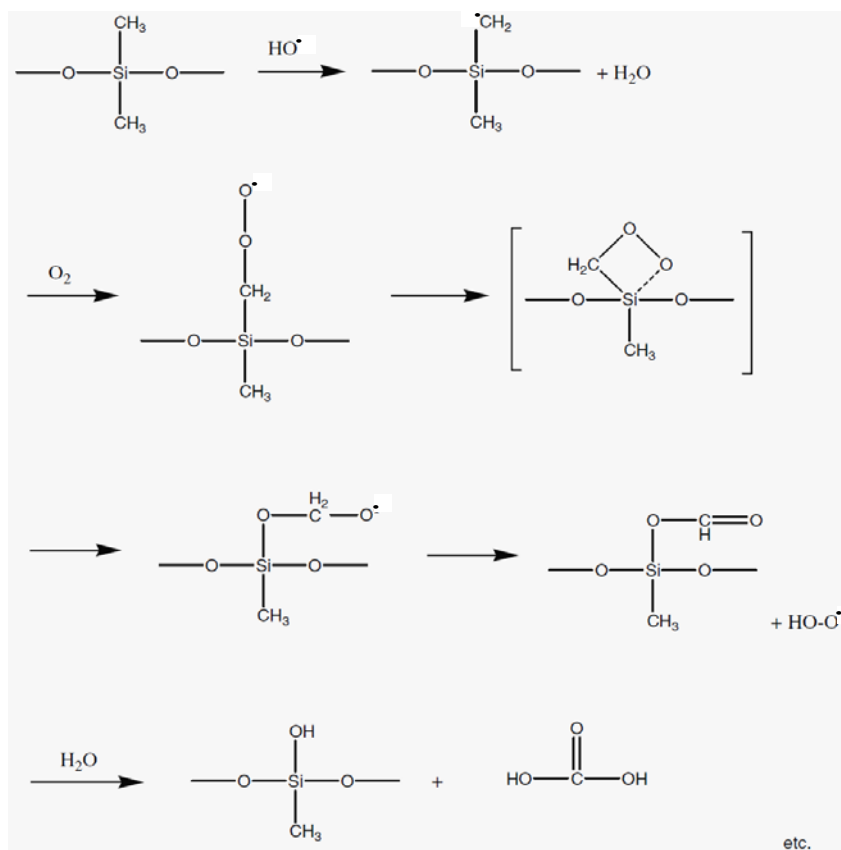 CH3 •CH2
O Si O HO• O Si O + H2O
CH3 CH3
O•
O
O2 CH2 H2C O O
O Si O O Si O
CH3 CH3
O C H2 O• O C H O
O Si O O Si O
CH3 CH3 + HO-O•
H2O OH O
O Si O + HO C OH
CH3
etc.